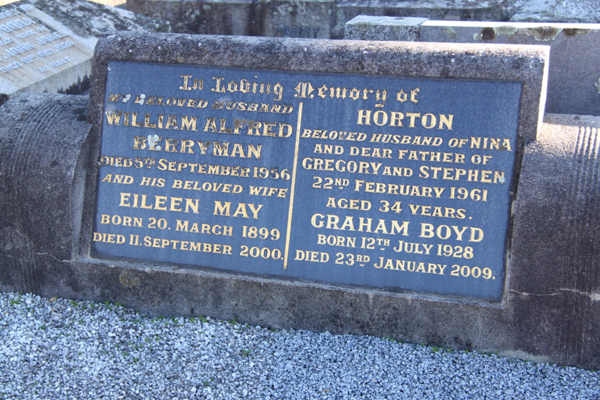 In Loving Memory of
MY BELOVED HUSBAND
WILLIAM ALFRED
BERRYMAN
DIED 5TH SEPTEMBER 1956
AND HIS BELOVED WIFE
EILEEN MAY
BORN 20. MARCH 1899
DIED 11. SEPTEMBER 2000.
HORTON
BELOVED HUSBAND OF NINA
AND DEAR FATHER OF
GREGORY AND STEPHEN
22ND FEBRUARY 1961
AGED 34 YEARS.
GRAHAM BOYD
BORN 12TH JULY 1928
DIED 23RD JANUARY 2009.